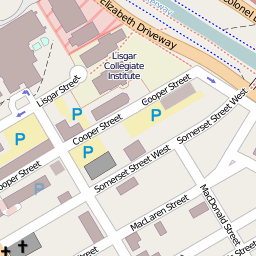 Elizabeth Driveway
Colonel
Lisgar
Collegiate
Institute
Lisgar Street
Cooper Street
P
P
Cooper Street
Somerset Street West
P
Cooper Street
P
Somerset Street West
MacLaren Street
MacDonald Street